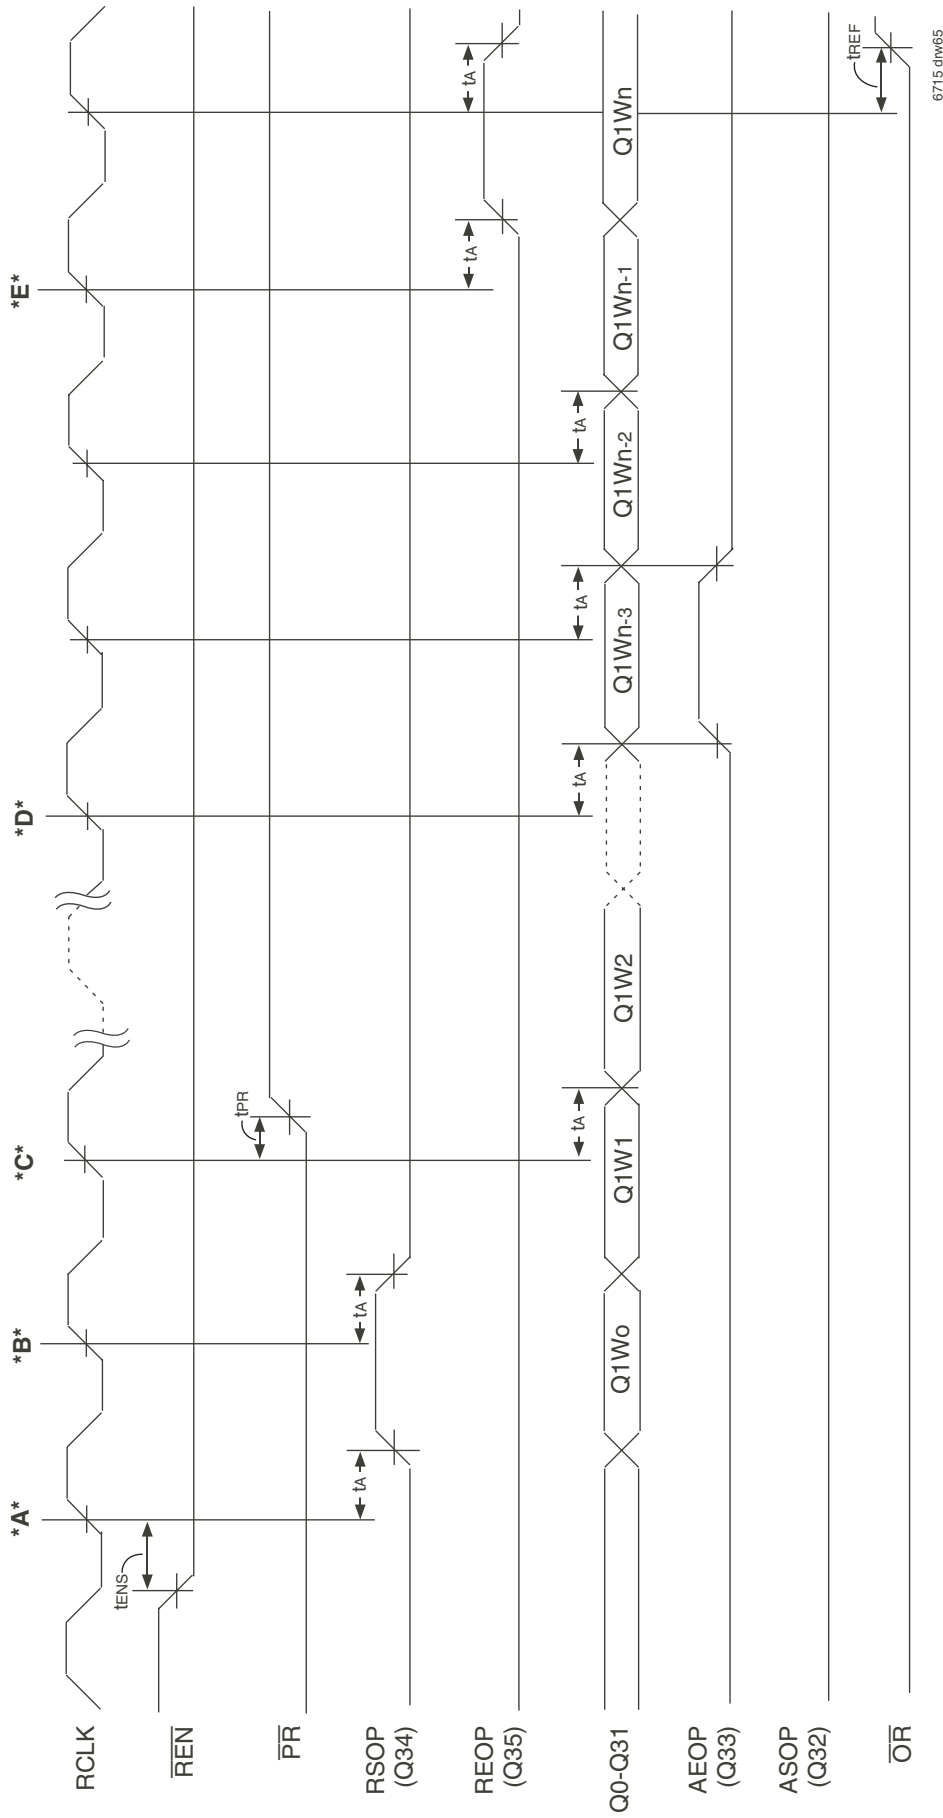 *A*
*B*
*C*
*D*
*E*
RCLK
tENS
REN
tPR
PR
RSOP
(Q34)
tA
tA
REOP
(Q35)
tA
tA
tA
tA
tA
tA
Q0-Q31
Q1Wo
Q1W1
Q1W2
Q1Wn-3
Q1Wn-2
Q1Wn-1
Q1Wn
AEOP
(Q33)
ASOP
(Q32)
tREF
OR
6715 drw65